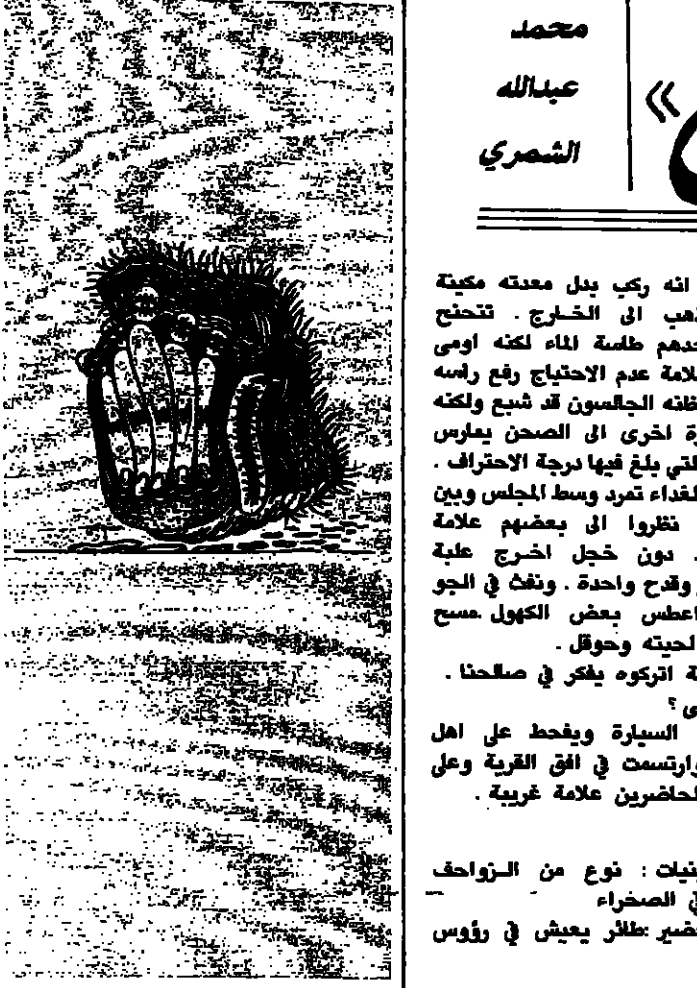 محمد
عبدالله
الشمري
»
انه ركب بدل معدته مكينة
هب الى الخارج . تتحنح
حدهم طاسة الماء لكنه اومى
لامة عدم الاحتياج رفع راسه
ظنه الجالسون قد شبع ولكنه
ة اخرى الى الصحن يمارس
لتي بلغ فيها درجة الاحتراف .
لغداء تمرد وسط المجلس وبين
نظروا الى بعضهم علامة
. دون خجل اخرج علبة
وقدح واحدة . ونفث في الجو
اعطس بعض الكهول .مسح
لحيته وحوقل .
ة اتركوه يفكر في صالحنا .
ى ؟
السيارة ويفحط على اهل
وارتسمت في افق القرية وعلى
لحاضرين علامة غريبة .
نيات : نوع من الزواحف
في الصخراء
ضير :طائر يعيش في رؤوس